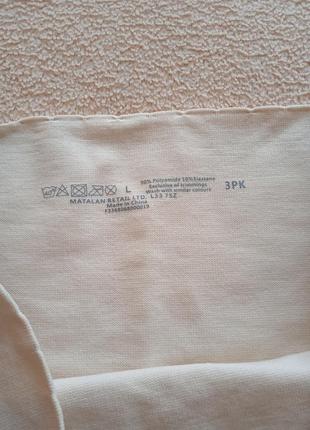 90% Polyamide 10% Elastane
Exclusive of trimmings
Wash with similar colours
L
3PK
MATALAN RETAIL LTD. L33 7SZ
Made in China